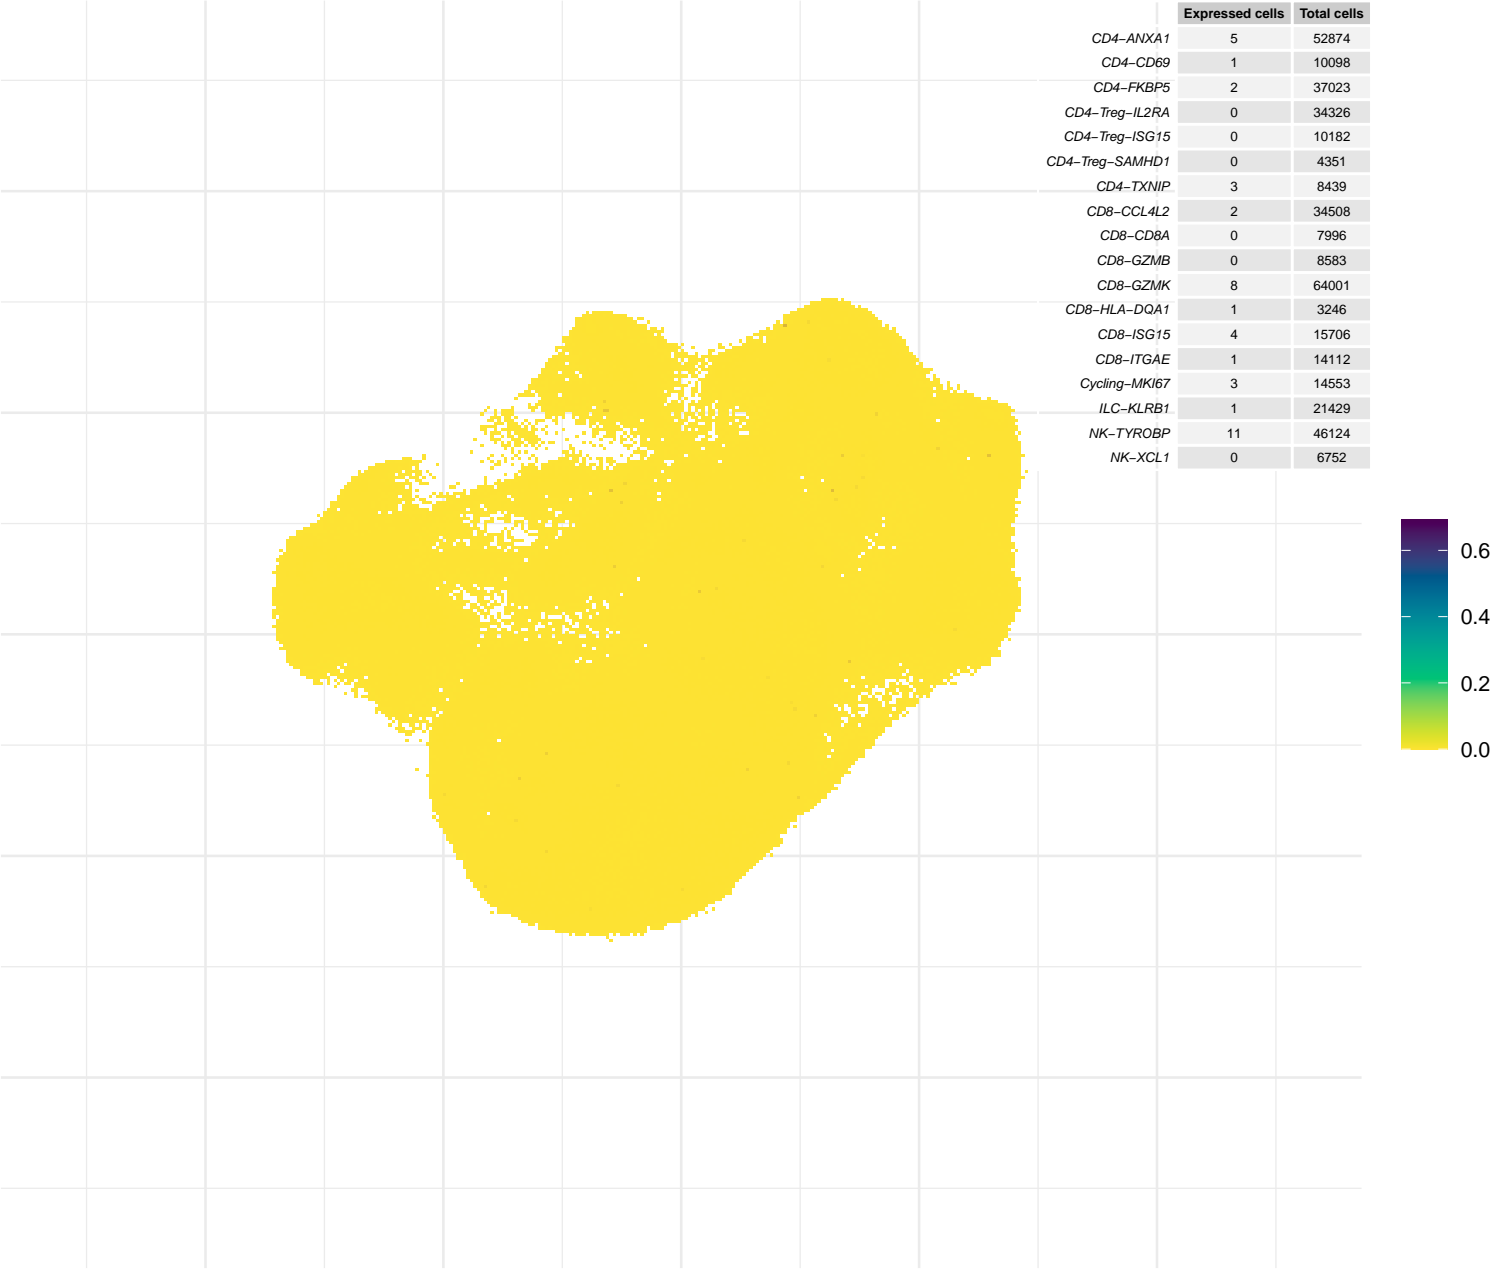 Expressed cells Total cells
CD4−ANXA1 5 52874
CD4−CD69 1 10098
CD4−FKBP5 2 37023
CD4−Treg−IL2RA 0 34326
CD4−Treg−ISG15 0 10182
CD4−Treg−SAMHD1 0 4351
CD4−TXNIP 3 8439
CD8−CCL4L2 2 34508
CD8−CD8A 0 7996
CD8−GZMB 0 8583
CD8−GZMK 8 64001
CD8−HLA−DQA1 1 3246
CD8−ISG15 4 15706
CD8−ITGAE 1 14112
Cycling−MKI67 3 14553
ILC−KLRB1 1 21429
NK−TYROBP 11 46124
NK−XCL1 0 6752
0.6
0.4
0.2
0.0